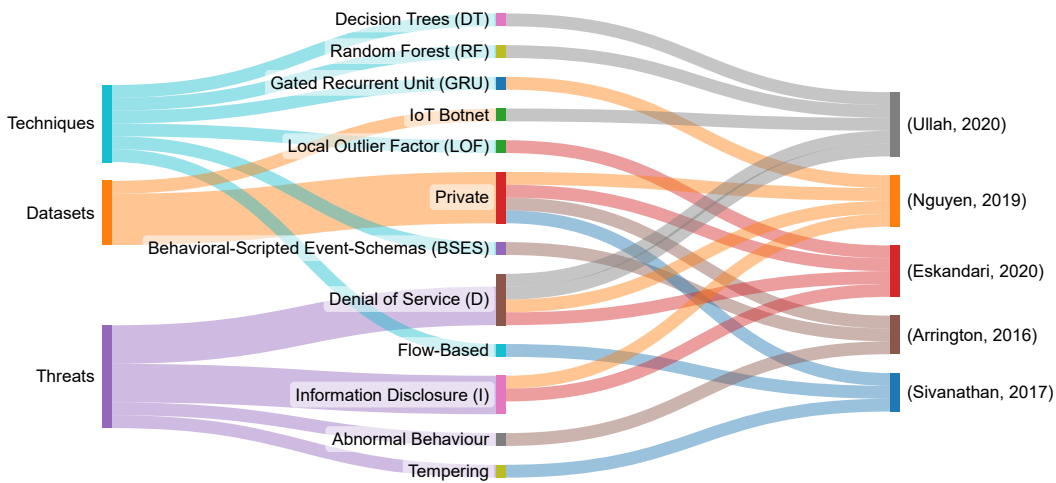 Techniques
Datasets
Threats
Decision Trees (DT)
Random Forest (RF)
Gated Recurrent Unit (GRU)
IoT Botnet
Local Outlier Factor (LOF)
Private
Behavioral-Scripted Event-Schemas (BSES)
Denial of Service (D)
Flow-Based
Information Disclosure (I)
Abnormal Behaviour
Tempering
(Ullah, 2020)
(Nguyen, 2019)
(Eskandari, 2020)
(Arrington, 2016)
(Sivanathan, 2017)